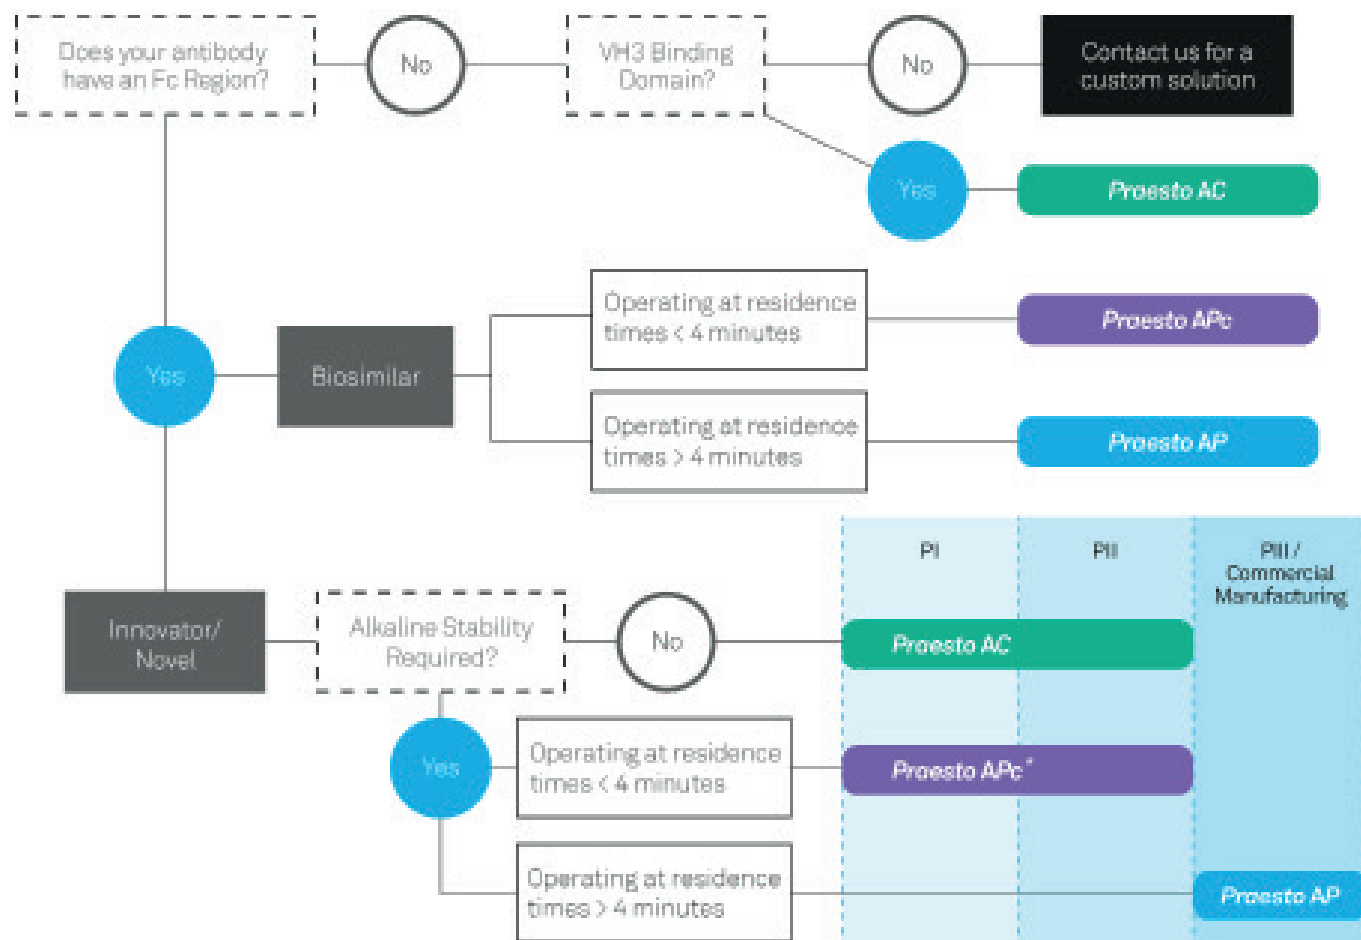 Does your antibody
have an Fc Region?
No
VH3 Binding
Domain?
No
Contact us for a
custom solution
Yes
Praesto AC
Operating at residence
times < 4 minutes
Praesto APc
Yes
Biosimilar
Operating at residence
times > 4 minutes
Praesto AP
PI
PII
PIII /
Commercial
Manufacturing
Innovator/
Novel
Alkaline Stability
Required?
No
Praesto AC
Yes
Operating at residence
times < 4 minutes
Praesto APc*
Operating at residence
times > 4 minutes
Praesto AP